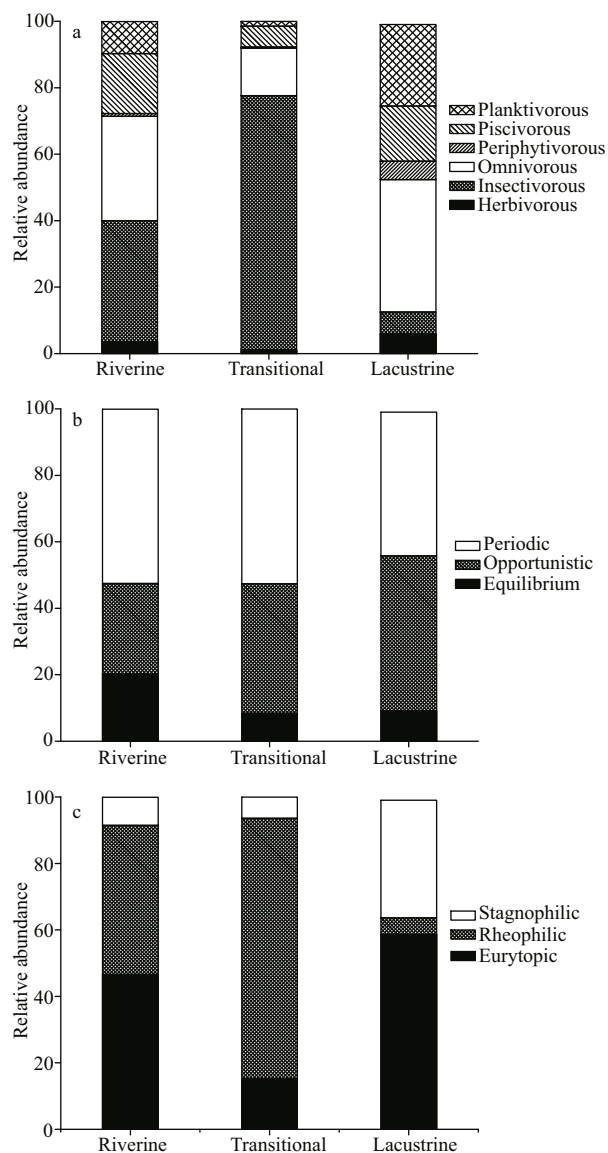 a
100
80
60
40
20
0
Relative abundance
Planktivorous
Piscivorous
Periphytivorous
Omnivorous
Insectivorous
Herbivorous
Riverine Transitional Lacustrine
b
100
80
60
40
20
0
Relative abundance
Periodic
Opportunistic
Equilibrium
Riverine Transitional Lacustrine
c
100
80
60
40
20
0
Relative abundance
Stagnophilic
Rheophilic
Eurytopic
Riverine Transitional Lacustrine